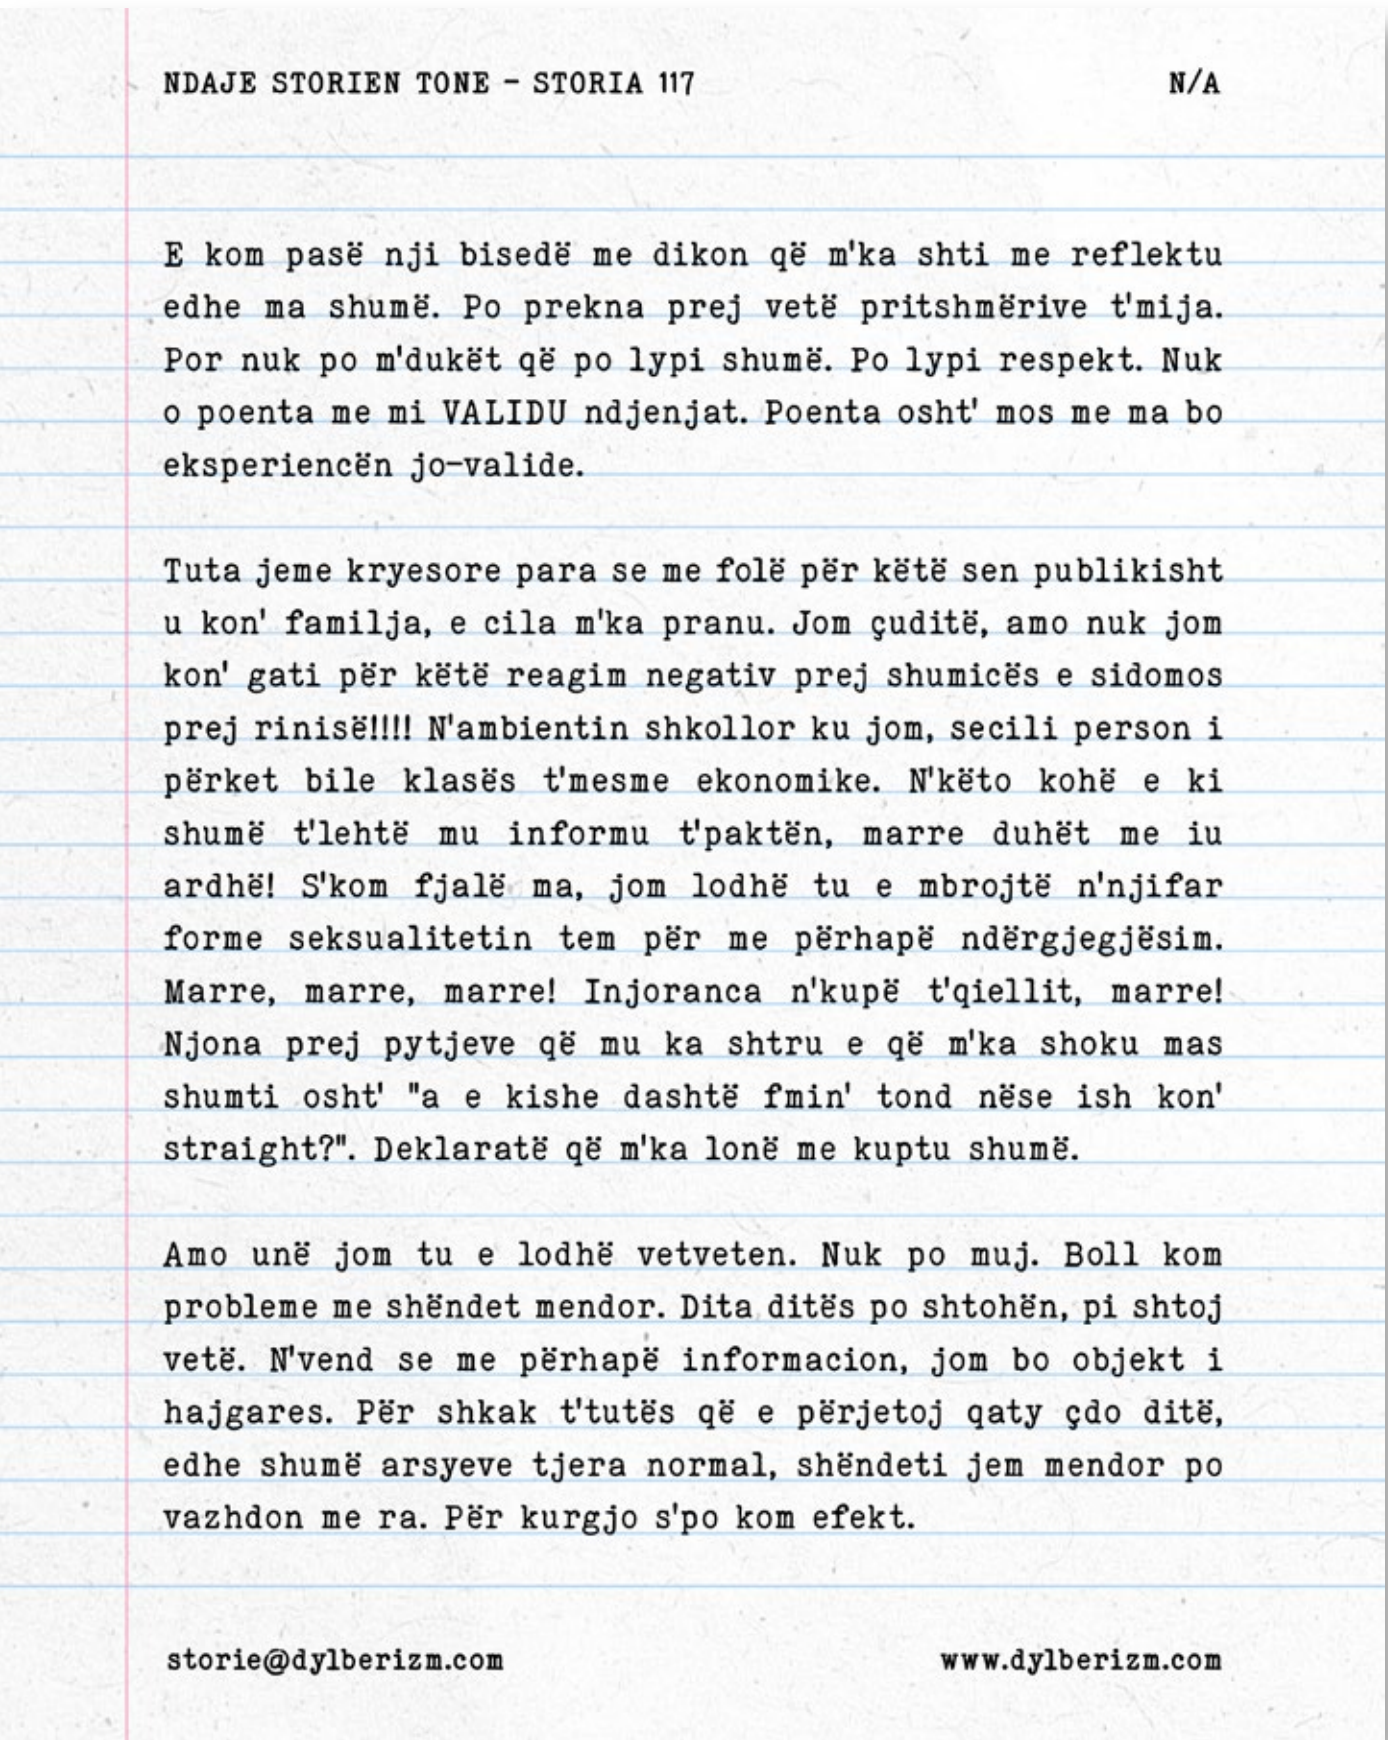 NDAJE STORIEN TONE - STORIA 117
N/A
E kom pasë nji bisedë me dikon që m'ka shti me reflektu
edhe ma shumë. Po prekna prej vetë pritshmërive t'mija.
Por nuk po m'dukët që po lypi shumë. Po lypi respekt. Nuk
o poenta me mi VALIDU ndjenjat. Poenta osht' mos me ma bo
eksperiencën jo-valide.
Tuta jeme kryesore para se me folë për këtë sen publikisht
u kon' familja, e cila m'ka pranu. Jom çuditë, amo nuk jom
kon' gati për këtë reagim negativ prej shumicës e sidomos
prej rinisë!!!! N'ambientin shkollor ku jom, secili person i
përket bile klasës t'mesme ekonomike. N'këto kohë e ki
shumë t'lehtë mu informu t'paktën, marre duhët me iu
ardhë! S'kom fjalë ma, jom lodhë tu e mbrojtë n'njifar
forme seksualitetin tem për me përhapë ndërgjegjësim.
Marre, marre, marre! Injoranca n'kupë t'qiellit, marre!
Njona prej pytjeve që mu ka shtru e që m'ka shoku mas
shumti osht' "a e kishe dashtë fmin' tond nëse ish kon'
straight?". Deklaratë që m'ka lonë me kuptu shumë.
Amo unë jom tu e lodhë vetveten. Nuk po muj. Boll kom
probleme me shëndet mendor. Dita ditës po shtohën, pi shtoj
vetë. N'vend se me përhapë informacion, jom bo objekt i
hajgares. Për shkak t'tutës që e përjetoj qaty çdo ditë,
edhe shumë arsyeve tjera normal, shëndeti jem mendor po
vazhdon me ra. Për kurgjo s'po kom efekt.
storie@dylberizm.com
www.dylberizm.com